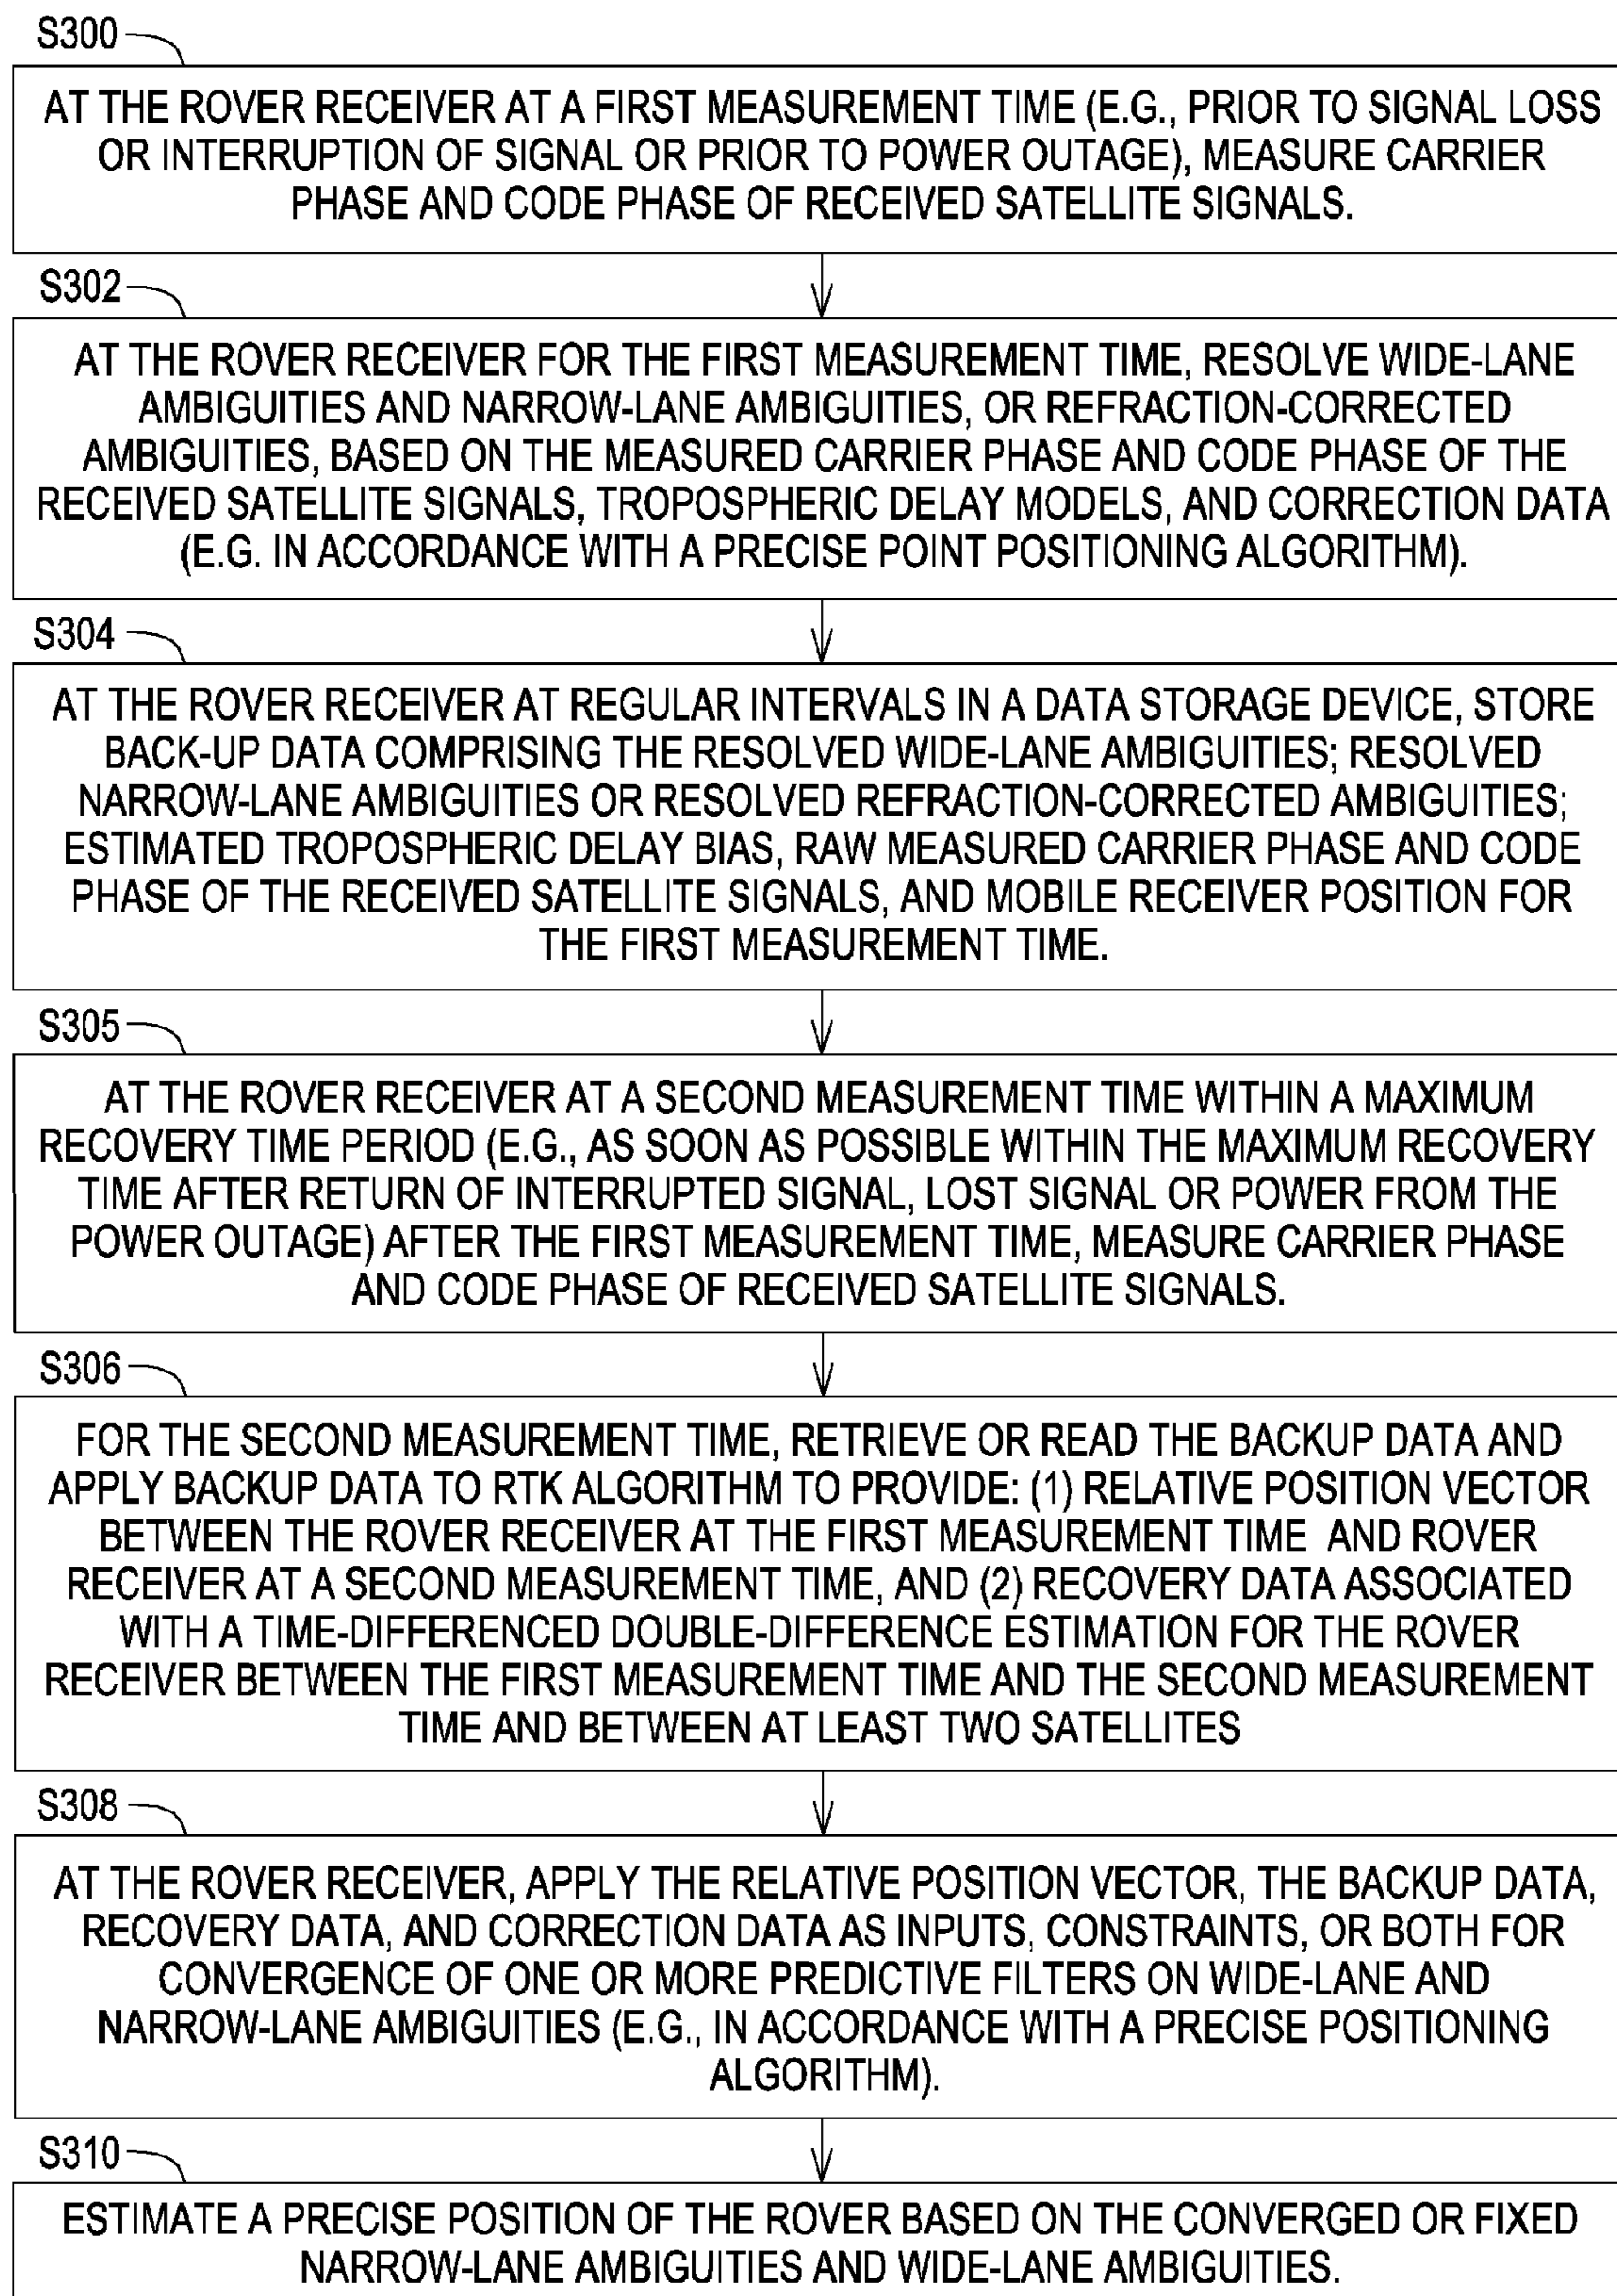 S300
AT THE ROVER RECEIVER AT A FIRST MEASUREMENT TIME (E.G., PRIOR TO SIGNAL LOSS
OR INTERRUPTION OF SIGNAL OR PRIOR TO POWER OUTAGE), MEASURE CARRIER
PHASE AND CODE PHASE OF RECEIVED SATELLITE SIGNALS.
S302
AT THE ROVER RECEIVER FOR THE FIRST MEASUREMENT TIME, RESOLVE WIDE-LANE
AMBIGUITIES AND NARROW-LANE AMBIGUITIES, OR REFRACTION-CORRECTED
AMBIGUITIES, BASED ON THE MEASURED CARRIER PHASE AND CODE PHASE OF THE
RECEIVED SATELLITE SIGNALS, TROPOSPHERIC DELAY MODELS, AND CORRECTION DATA
(E.G. IN ACCORDANCE WITH A PRECISE POINT POSITIONING ALGORITHM).
S304
AT THE ROVER RECEIVER AT REGULAR INTERVALS IN A DATA STORAGE DEVICE, STORE
BACK-UP DATA COMPRISING THE RESOLVED WIDE-LANE AMBIGUITIES; RESOLVED
NARROW-LANE AMBIGUITIES OR RESOLVED REFRACTION-CORRECTED AMBIGUITIES;
ESTIMATED TROPOSPHERIC DELAY BIAS, RAW MEASURED CARRIER PHASE AND CODE
PHASE OF THE RECEIVED SATELLITE SIGNALS, AND MOBILE RECEIVER POSITION FOR
THE FIRST MEASUREMENT TIME.
S305
AT THE ROVER RECEIVER AT A SECOND MEASUREMENT TIME WITHIN A MAXIMUM
RECOVERY TIME PERIOD (E.G., AS SOON AS POSSIBLE WITHIN THE MAXIMUM RECOVERY
TIME AFTER RETURN OF INTERRUPTED SIGNAL, LOST SIGNAL OR POWER FROM THE
POWER OUTAGE) AFTER THE FIRST MEASUREMENT TIME, MEASURE CARRIER PHASE
AND CODE PHASE OF RECEIVED SATELLITE SIGNALS.
S306
FOR THE SECOND MEASUREMENT TIME, RETRIEVE OR READ THE BACKUP DATA AND
APPLY BACKUP DATA TO RTK ALGORITHM TO PROVIDE: (1) RELATIVE POSITION VECTOR
BETWEEN THE ROVER RECEIVER AT THE FIRST MEASUREMENT TIME AND ROVER
RECEIVER AT A SECOND MEASUREMENT TIME, AND (2) RECOVERY DATA ASSOCIATED
WITH A TIME-DIFFERENCED DOUBLE-DIFFERENCE ESTIMATION FOR THE ROVER
RECEIVER BETWEEN THE FIRST MEASUREMENT TIME AND THE SECOND MEASUREMENT
TIME AND BETWEEN AT LEAST TWO SATELLITES
S308
AT THE ROVER RECEIVER, APPLY THE RELATIVE POSITION VECTOR, THE BACKUP DATA,
RECOVERY DATA, AND CORRECTION DATA AS INPUTS, CONSTRAINTS, OR BOTH FOR
CONVERGENCE OF ONE OR MORE PREDICTIVE FILTERS ON WIDE-LANE AND
NARROW-LANE AMBIGUITIES (E.G., IN ACCORDANCE WITH A PRECISE POSITIONING
ALGORITHM).
S310
ESTIMATE A PRECISE POSITION OF THE ROVER BASED ON THE CONVERGED OR FIXED
NARROW-LANE AMBIGUITIES AND WIDE-LANE AMBIGUITIES.